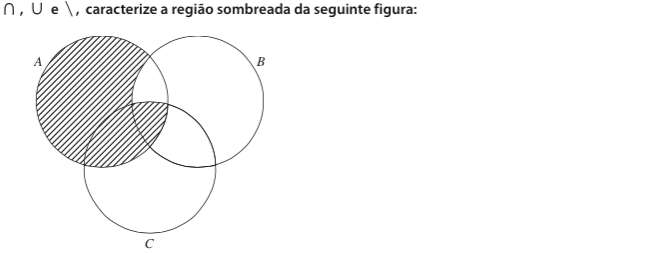 ∩, ∪ e \, caracterize a região sombreada da seguinte figura:
A
B
C